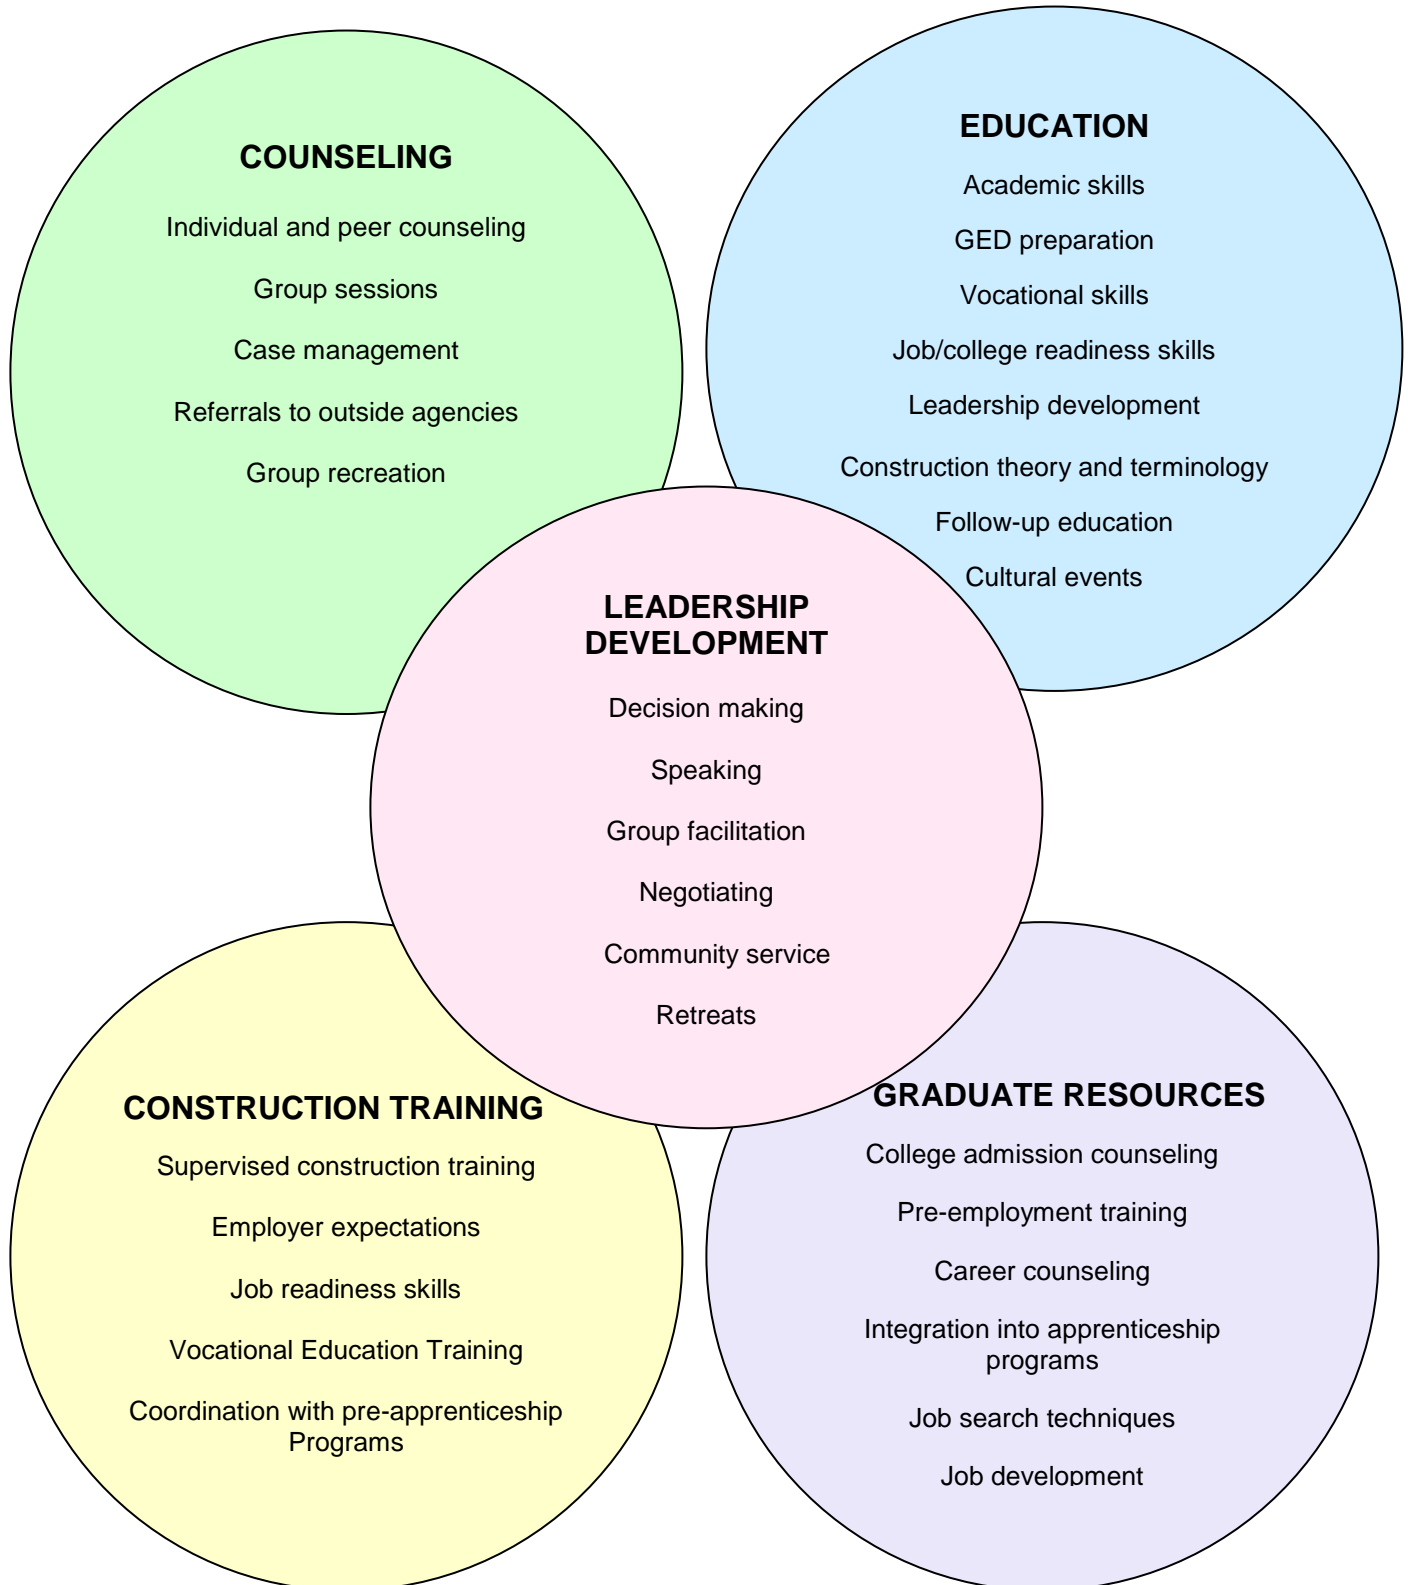 COUNSELING
Individual and peer counseling
Group sessions
Case management
Referrals to outside agencies
Group recreation
EDUCATION
Academic skills
GED preparation
Vocational skills
Job/college readiness skills
Leadership development
Construction theory and terminology
Follow-up education
Cultural events
LEADERSHIP
DEVELOPMENT
Decision making
Speaking
Group facilitation
Negotiating
Community service
Retreats
CONSTRUCTION TRAINING
Supervised construction training
Employer expectations
Job readiness skills
Vocational Education Training
Coordination with pre-apprenticeship
Programs
GRADUATE RESOURCES
College admission counseling
Pre-employment training
Career counseling
Integration into apprenticeship
programs
Job search techniques
Job development